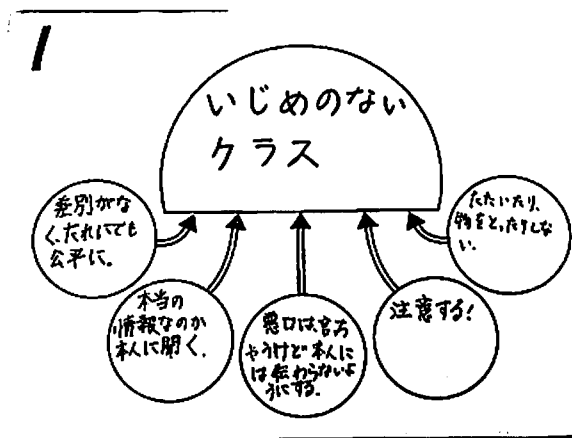 1
いじめのない
クラス
差別がな
く、だれにでも
公平に。
本当の
情報なのか
本人に聞く。
悪口は言っち
ゃうけど本人に
は伝わらないよ
うにする。
注意する!
たたいたり、
物をとったりしな
い。